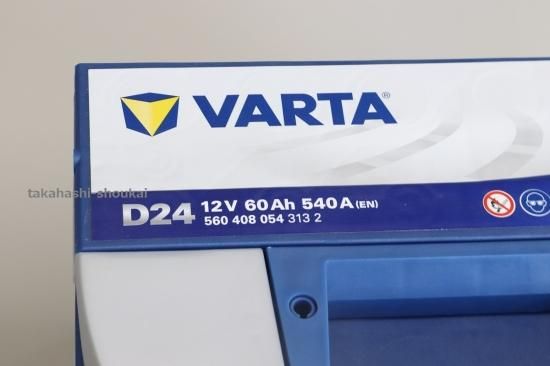 VARTA®
takahashi shoukai
D24 12V 60Ah 540A (EN)
560 408 054 313 2